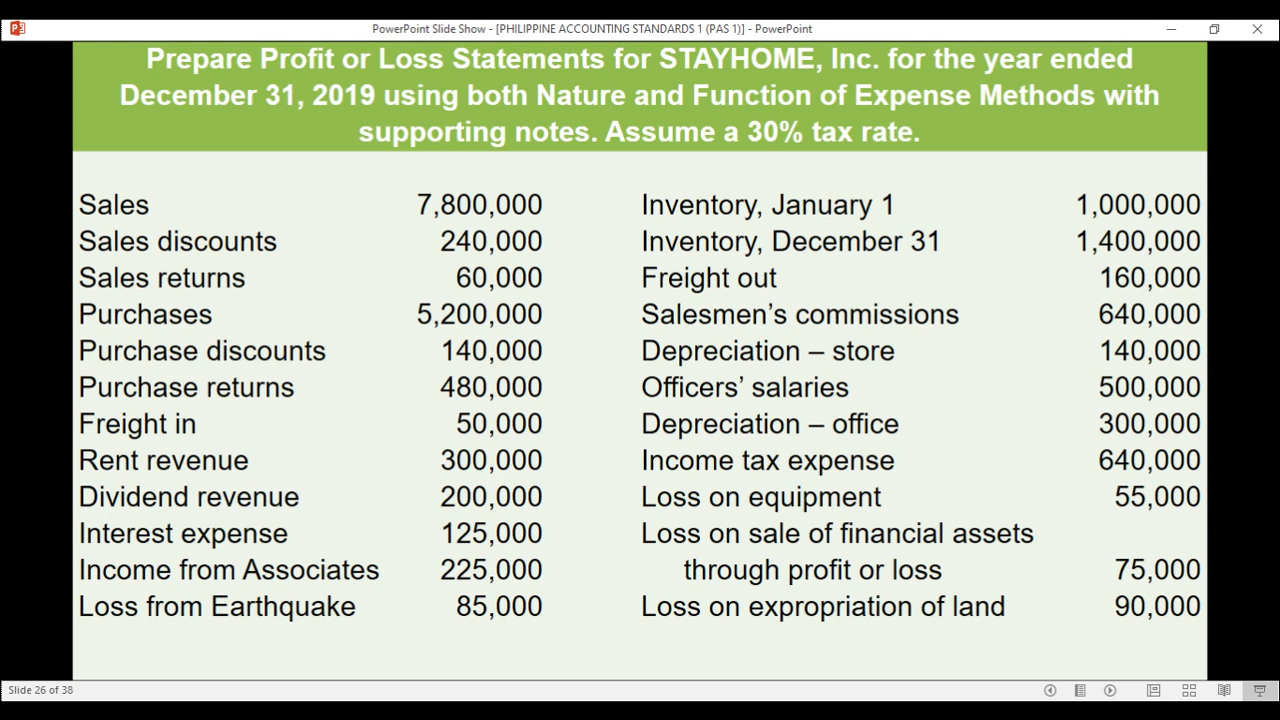 PowerPoint Slide Show - [PHILIPPINE ACCOUNTING STANDARDS 1 (PAS 1)] - PowerPoint
Prepare Profit or Loss Statements for STAYHOME, Inc. for the year ended
December 31, 2019 using both Nature and Function of Expense Methods with
supporting notes. Assume a 30% tax rate.
Sales 7,800,000
Sales discounts 240,000
Sales returns 60,000
Purchases 5,200,000
Purchase discounts 140,000
Purchase returns 480,000
Freight in 50,000
Rent revenue 300,000
Dividend revenue 200,000
Interest expense 125,000
Income from Associates 225,000
Loss from Earthquake 85,000
Inventory, January 1 1,000,000
Inventory, December 31 1,400,000
Freight out 160,000
Salesmen’s commissions 640,000
Depreciation – store 140,000
Officers’ salaries 500,000
Depreciation – office 300,000
Income tax expense 640,000
Loss on equipment 55,000
Loss on sale of financial assets
through profit or loss 75,000
Loss on expropriation of land 90,000
Slide 26 of 38